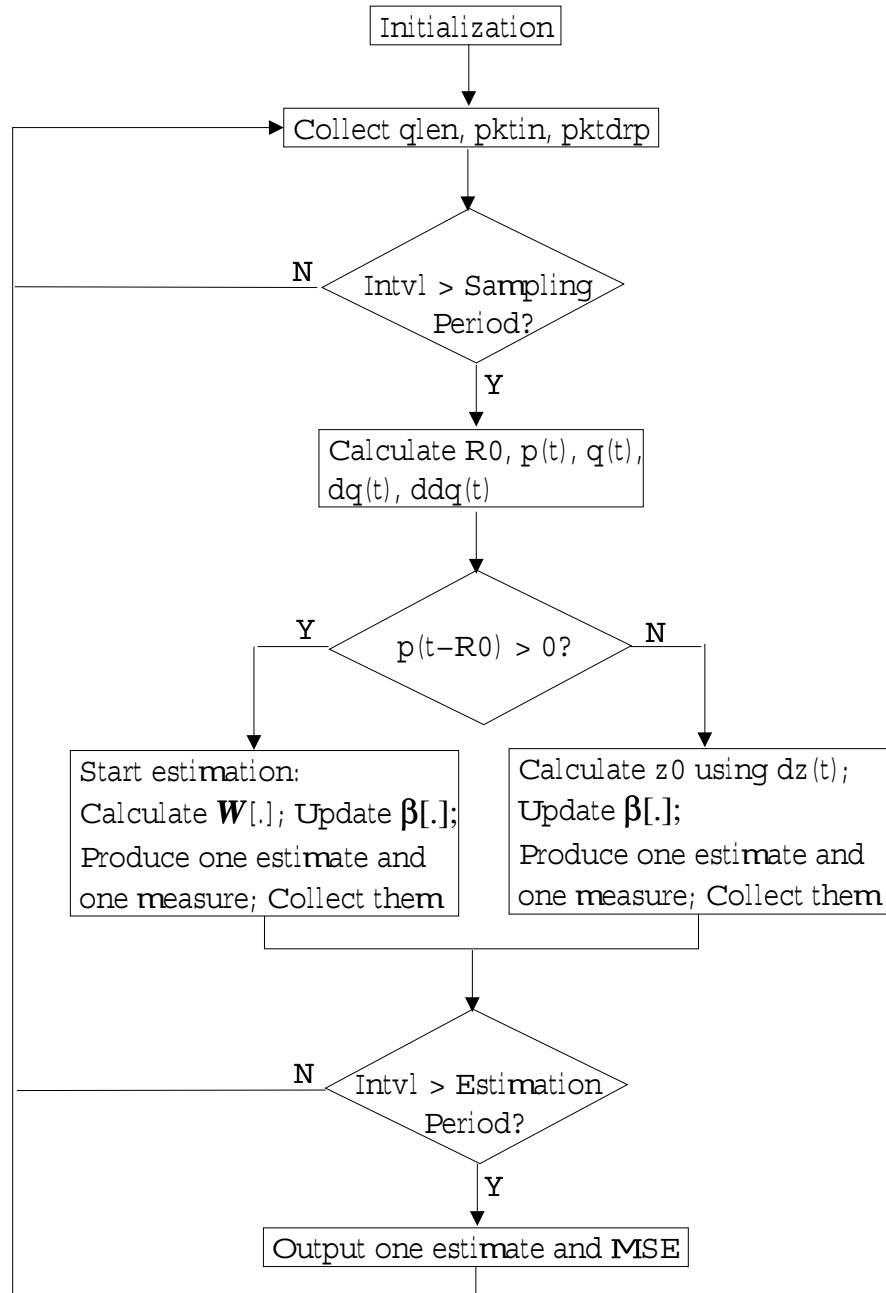 Initialization
Collect qlen, pktin, pktdrp
N
Intvl > Sampling
Period?
Y
Calculate R0, p(t), q(t),
dq(t), ddq(t)
Y
p(t−R0) > 0?
N
Start estimation:
Calculate W[.]; Update β[.];
Produce one estimate and
one measure; Collect them
Calculate z0 using dz(t);
Update β[.];
Produce one estimate and
one measure; Collect them
N
Intvl > Estimation
Period?
Y
Output one estimate and MSE